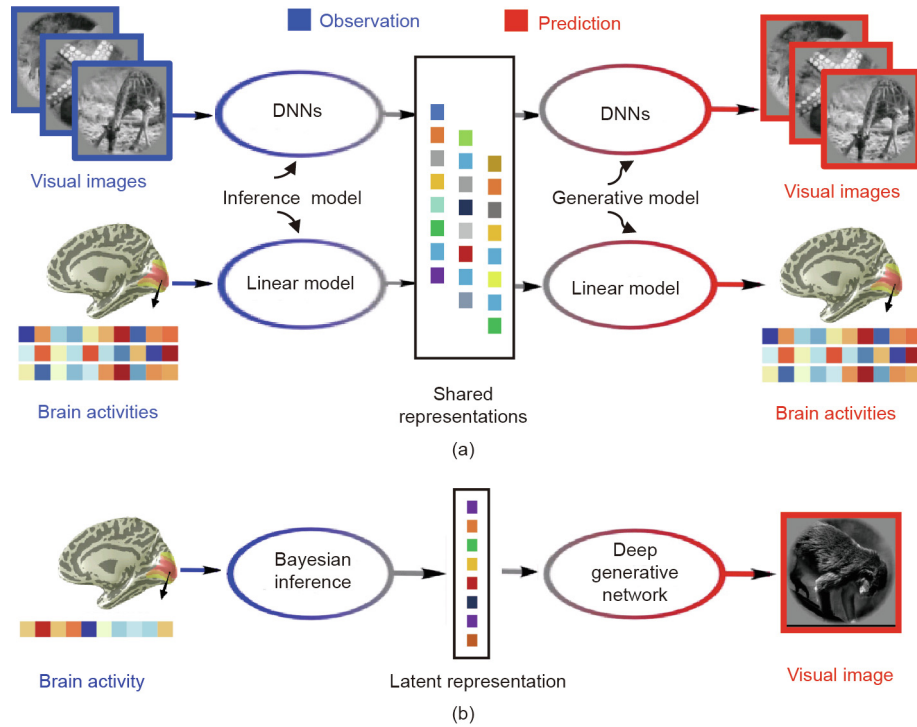 Observation
Prediction
DNNs
DNNs
Visual images
Inference model
Generative model
Visual images
Linear model
Linear model
Brain activities
Shared
representations
Brain activities
(a)
Bayesian
inference
Deep
generative
network
Brain activity
Latent representation
Visual image
(b)